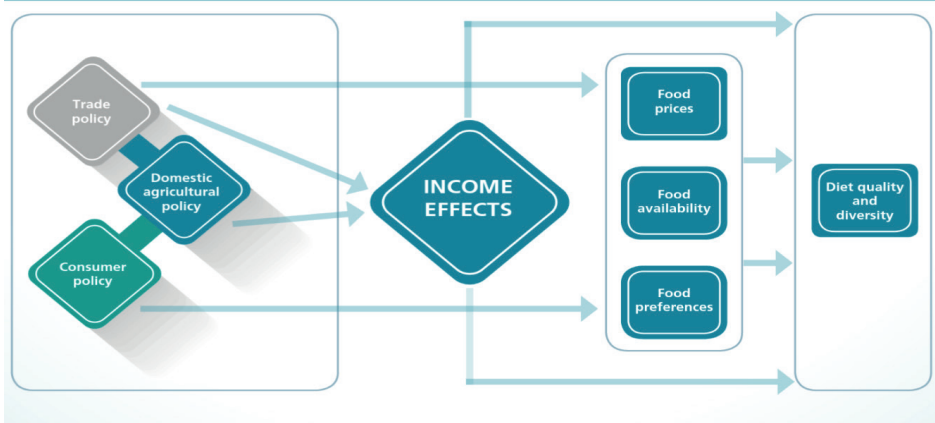 Trade
policy
Domestic
agricultural
policy
Consumer
policy
INCOME
EFFECTS
Food
prices
Food
availability
Food
preferences
Diet quality
and
diversity